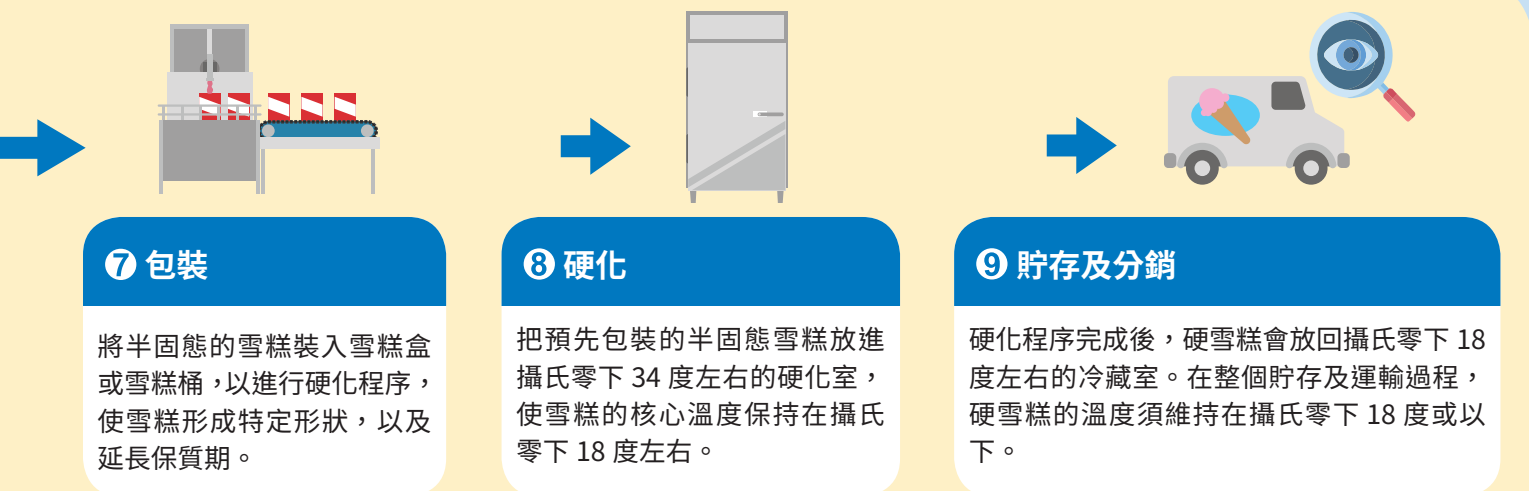 ❼ 包裝
將半固態的雪糕裝入雪糕盒
或雪糕桶，以進行硬化程序，
使雪糕形成特定形狀，以及
延長保質期。
❽ 硬化
把預先包裝的半固態雪糕放進
攝氏零下 34 度左右的硬化室，
使雪糕的核心溫度保持在攝氏
零下 18 度左右。
❾ 貯存及分銷
硬化程序完成後，硬雪糕會放回攝氏零下 18
度左右的冷藏室。在整個貯存及運輸過程，
硬雪糕的溫度須維持在攝氏零下 18 度或以
下。